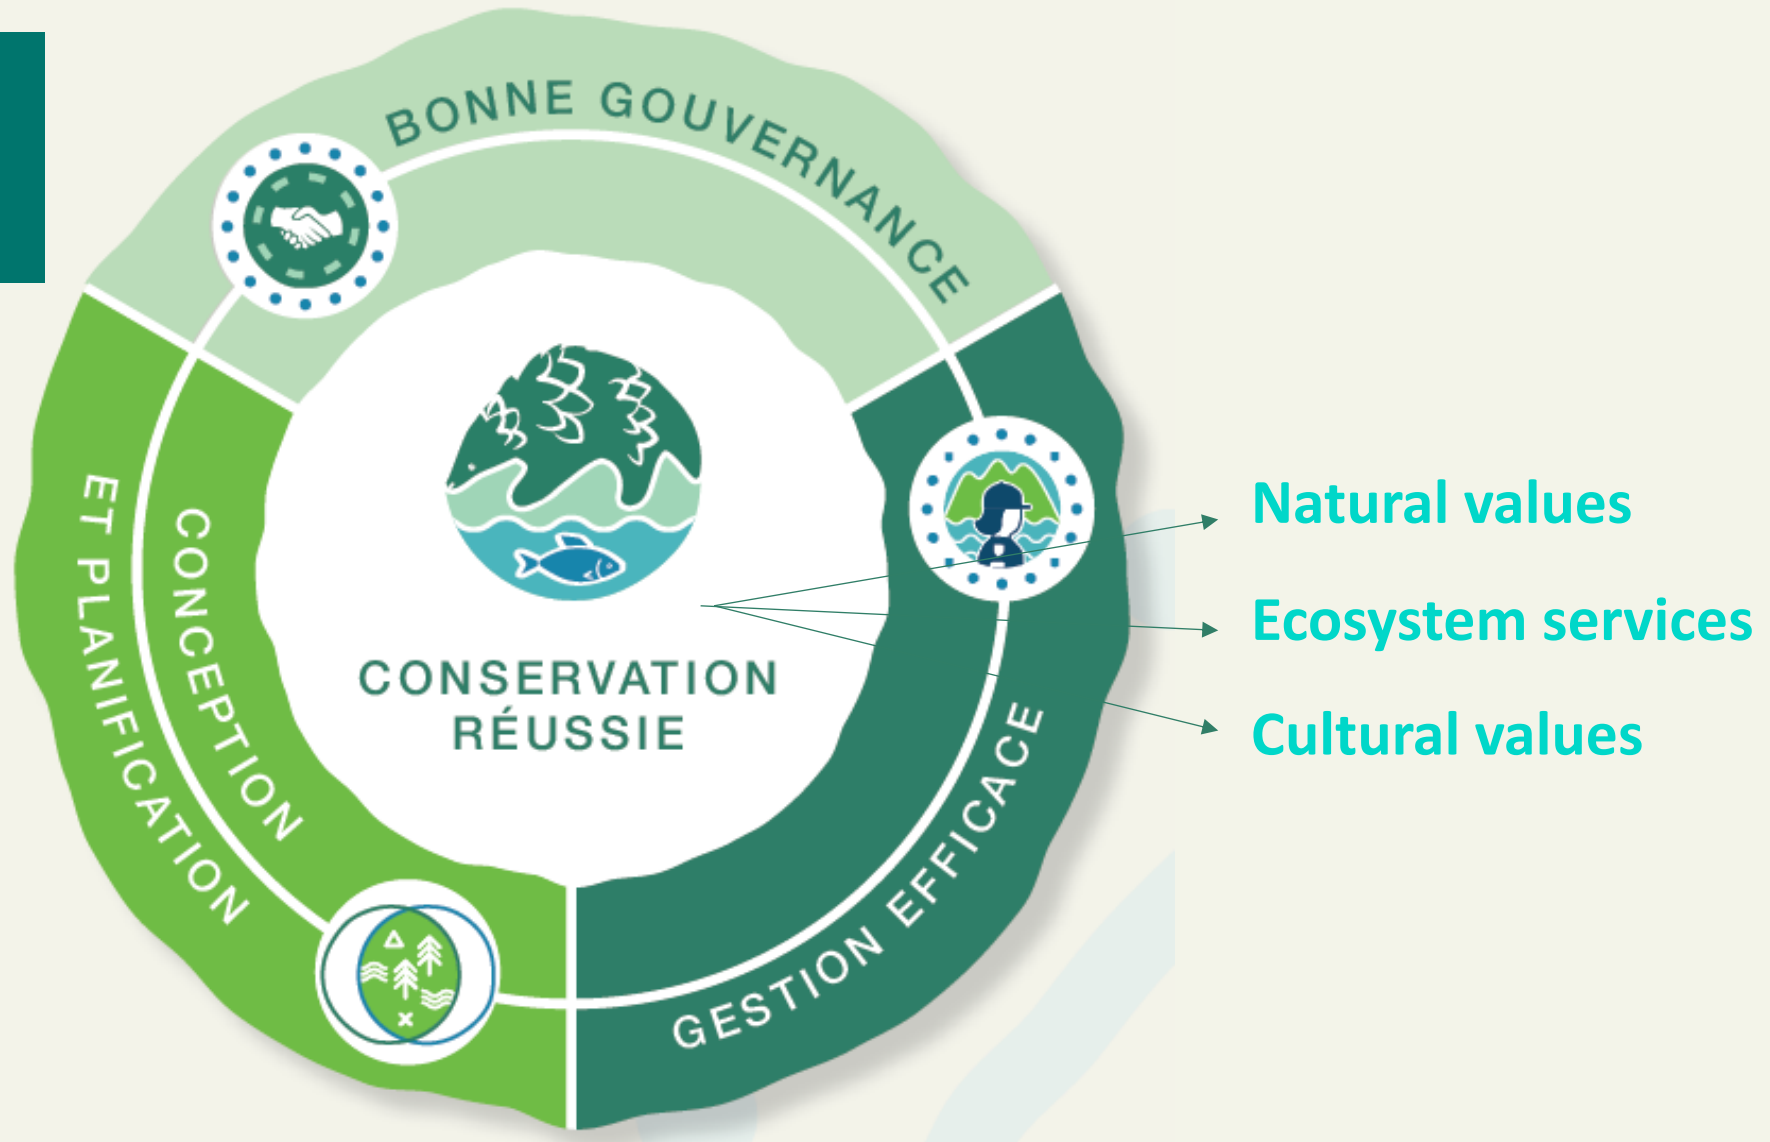 BONNE GOUVERNANCE
CONCEPTION
ET PLANIFICATION
CONSERVATION
RÉUSSIE
GESTION EFFICACE
Natural values
Ecosystem services
Cultural values